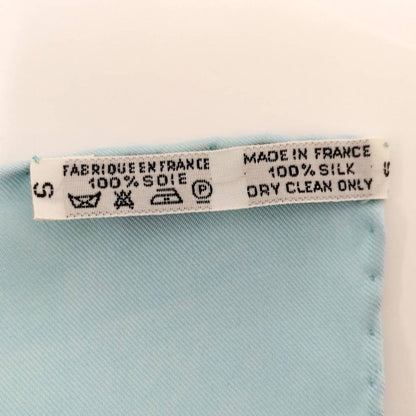 FABRIQUE EN FRANCE
100% SOIE
P
MADE IN FRANCE
100% SILK
DRY CLEAN ONLY
S